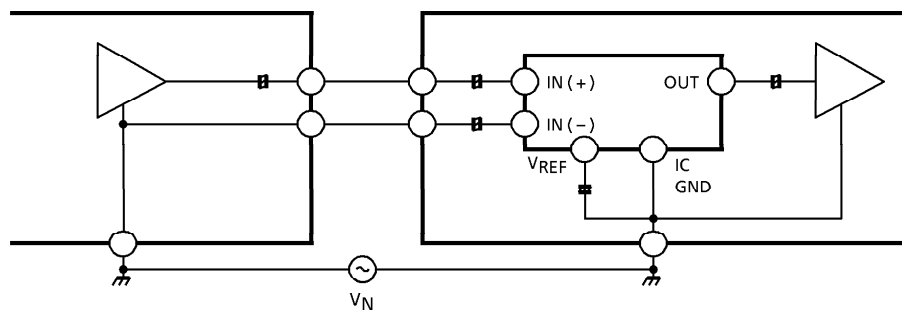 IN (+)
OUT
IN (−)
VREF
IC
GND
VN